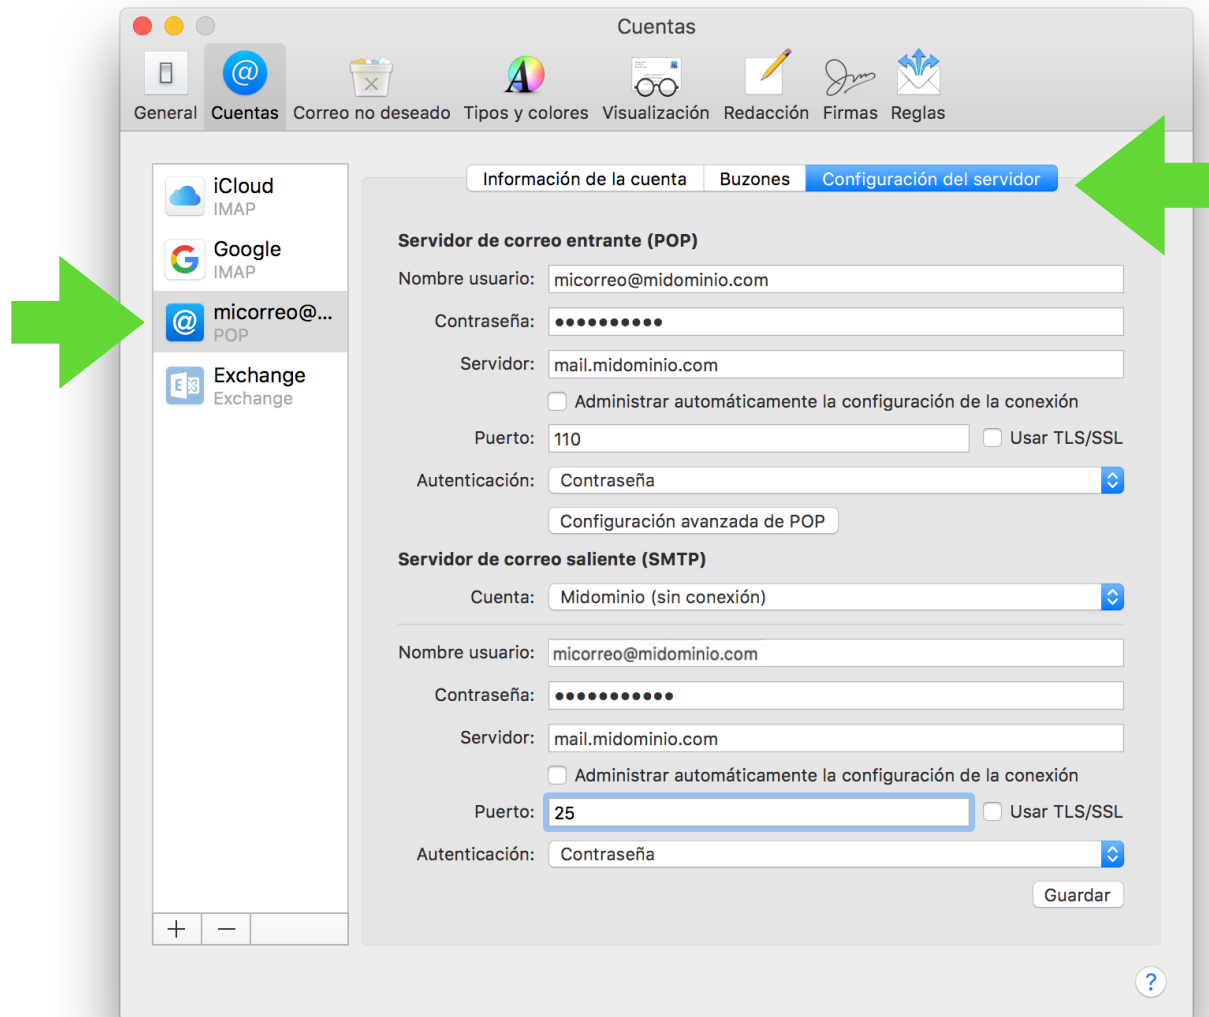 Cuentas
General Cuentas Correo no deseado Tipos y colores Visualización Redacción Firmas Reglas
Información de la cuenta Buzones Configuración del servidor
iCloud
IMAP
Google
IMAP
micorreo@...
POP
Exchange
Exchange
Servidor de correo entrante (POP)
Nombre usuario: micorreo@midominio.com
Contraseña: ••••••••••
Servidor: mail.midominio.com
Administrar automáticamente la configuración de la conexión
Puerto: 110 Usar TLS/SSL
Autenticación: Contraseña
Configuración avanzada de POP
Servidor de correo saliente (SMTP)
Cuenta: Midominio (sin conexión)
Nombre usuario: micorreo@midominio.com
Contraseña: •••••••••••
Servidor: mail.midominio.com
Administrar automáticamente la configuración de la conexión
Puerto: 25 Usar TLS/SSL
Autenticación: Contraseña
Guardar
+ −
?